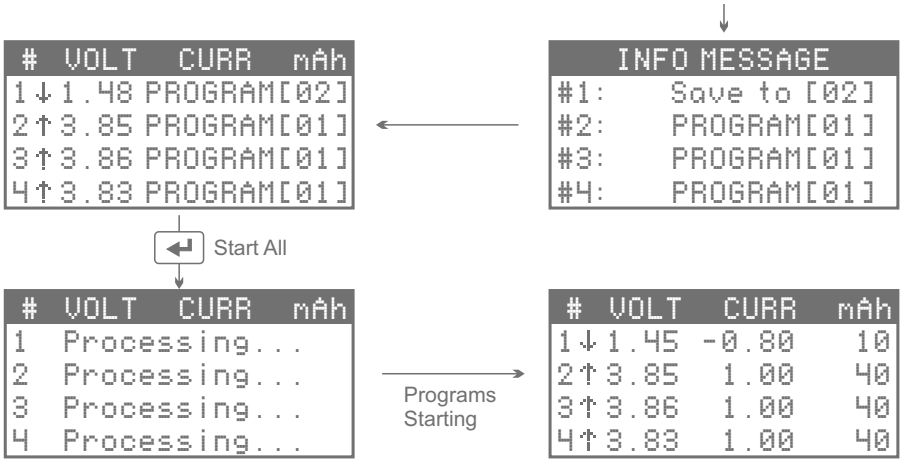 # VOLT CURR mAh
1↓1.48 PROGRAM[02]
2↑3.85 PROGRAM[01]
3↑3.86 PROGRAM[01]
4↑3.83 PROGRAM[01]
INFO MESSAGE
#1: Save to [02]
#2: PROGRAM[01]
#3: PROGRAM[01]
#4: PROGRAM[01]
Start All
# VOLT CURR mAh
1 Processing...
2 Processing...
3 Processing...
4 Processing...
Programs
Starting
# VOLT CURR mAh
1↓1.45 -0.80 10
2↑3.85 1.00 40
3↑3.86 1.00 40
4↑3.83 1.00 40